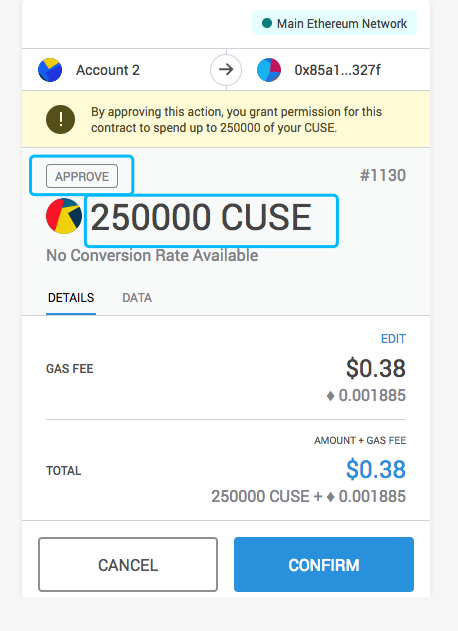 Main Ethereum Network
Account 2
0x85a1...327f
By approving this action, you grant permission for this
contract to spend up to 250000 of your CUSE.
APPROVE
#1130
250000 CUSE
No Conversion Rate Available
DETAILS DATA
EDIT
GAS FEE
$0.38
♦ 0.001885
AMOUNT + GAS FEE
TOTAL
$0.38
250000 CUSE + ♦ 0.001885
CANCEL
CONFIRM